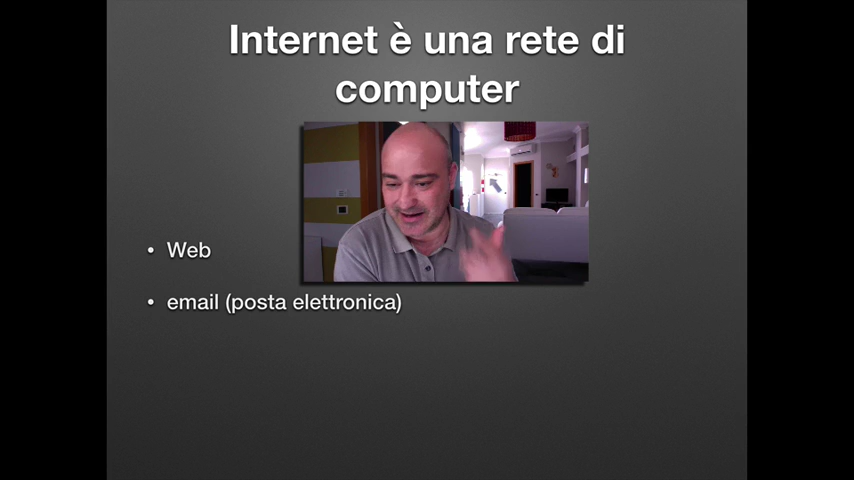 Internet è una rete di
computer
• Web
• email (posta elettronica)